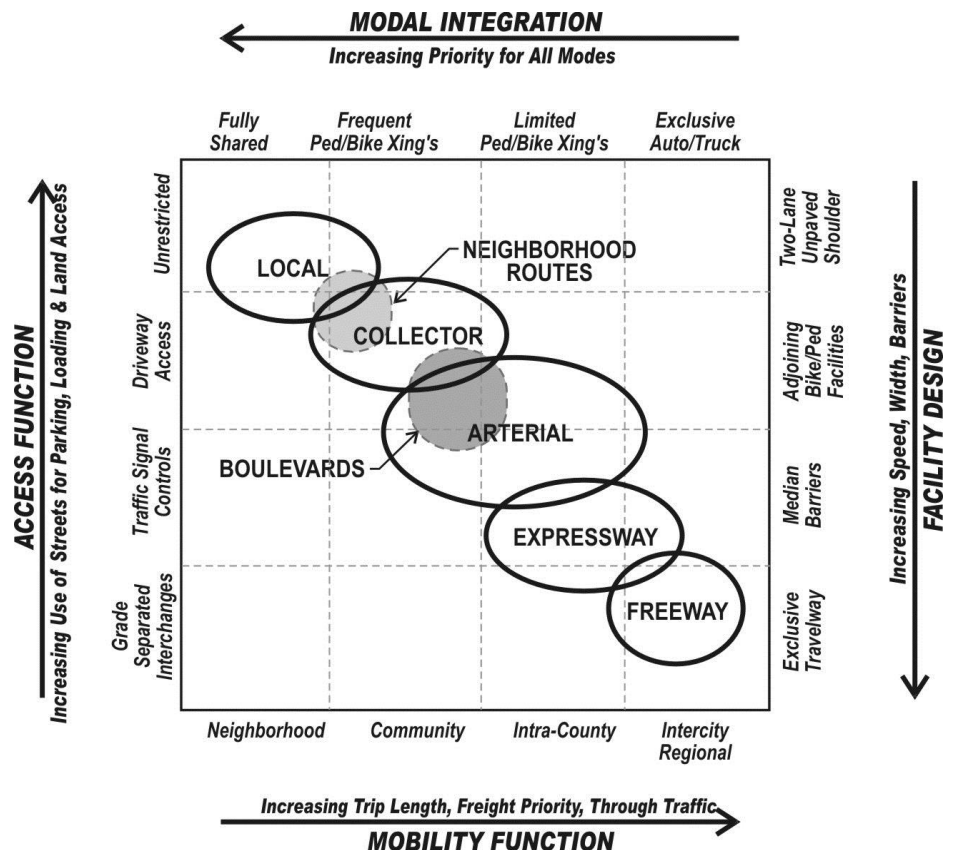 MODAL INTEGRATION
Increasing Priority for All Modes
Fully
Shared
Frequent
Ped/Bike Xing's
Limited
Ped/Bike Xing's
Exclusive
Auto/Truck
ACCESS FUNCTION
Increasing Use of Streets for Parking, Loading & Land Access
Unrestricted
Driveway
Access
Traffic Signal
Controls
Grade
Separated
Interchanges
LOCAL
NEIGHBORHOOD
ROUTES
COLLECTOR
ARTERIAL
BOULEVARDS
EXPRESSWAY
FREEWAY
Two-Lane
Unpaved
Shoulder
Adjoining
Bike/Ped
Facilities
Median
Barriers
Exclusive
Travelway
Increasing Speed, Width, Barriers
FACILITY DESIGN
Neighborhood
Community
Intra-County
Intercity
Regional
Increasing Trip Length, Freight Priority, Through Traffic
MOBILITY FUNCTION